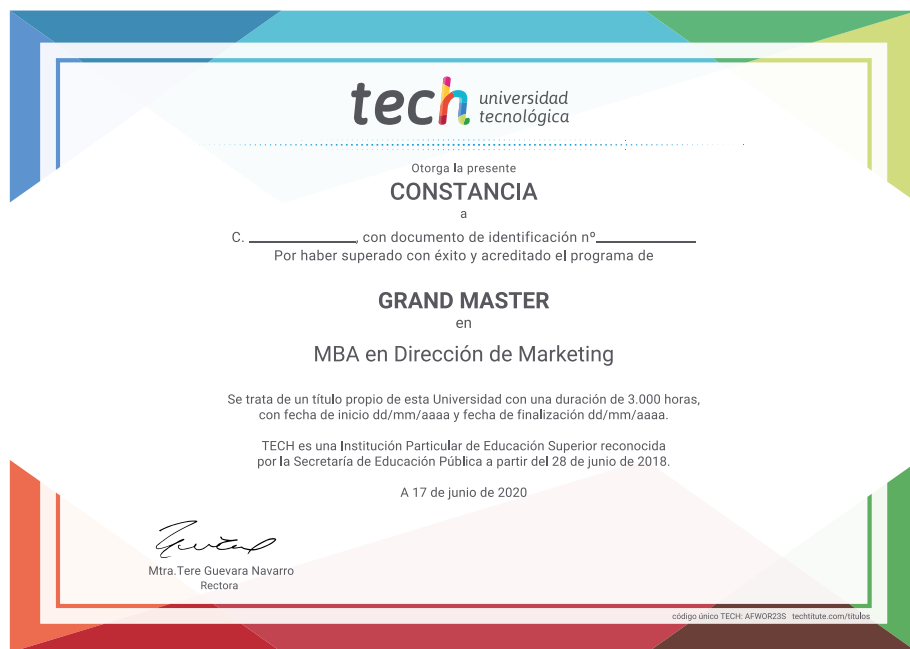 tech universidad
tecnológica
Otorga la presente
CONSTANCIA
a
C. ____________, con documento de identificación nº____________
Por haber superado con éxito y acreditado el programa de
GRAND MASTER
en
MBA en Dirección de Marketing
Se trata de un título propio de esta Universidad con una duración de 3.000 horas,
con fecha de inicio dd/mm/aaaa y fecha de finalización dd/mm/aaaa.
TECH es una Institución Particular de Educación Superior reconocida
por la Secretaría de Educación Pública a partir del 28 de junio de 2018.
A 17 de junio de 2020
Mtra.Tere Guevara Navarro
Rectora
código único TECH: AFWOR23S techtitute.com/titulos